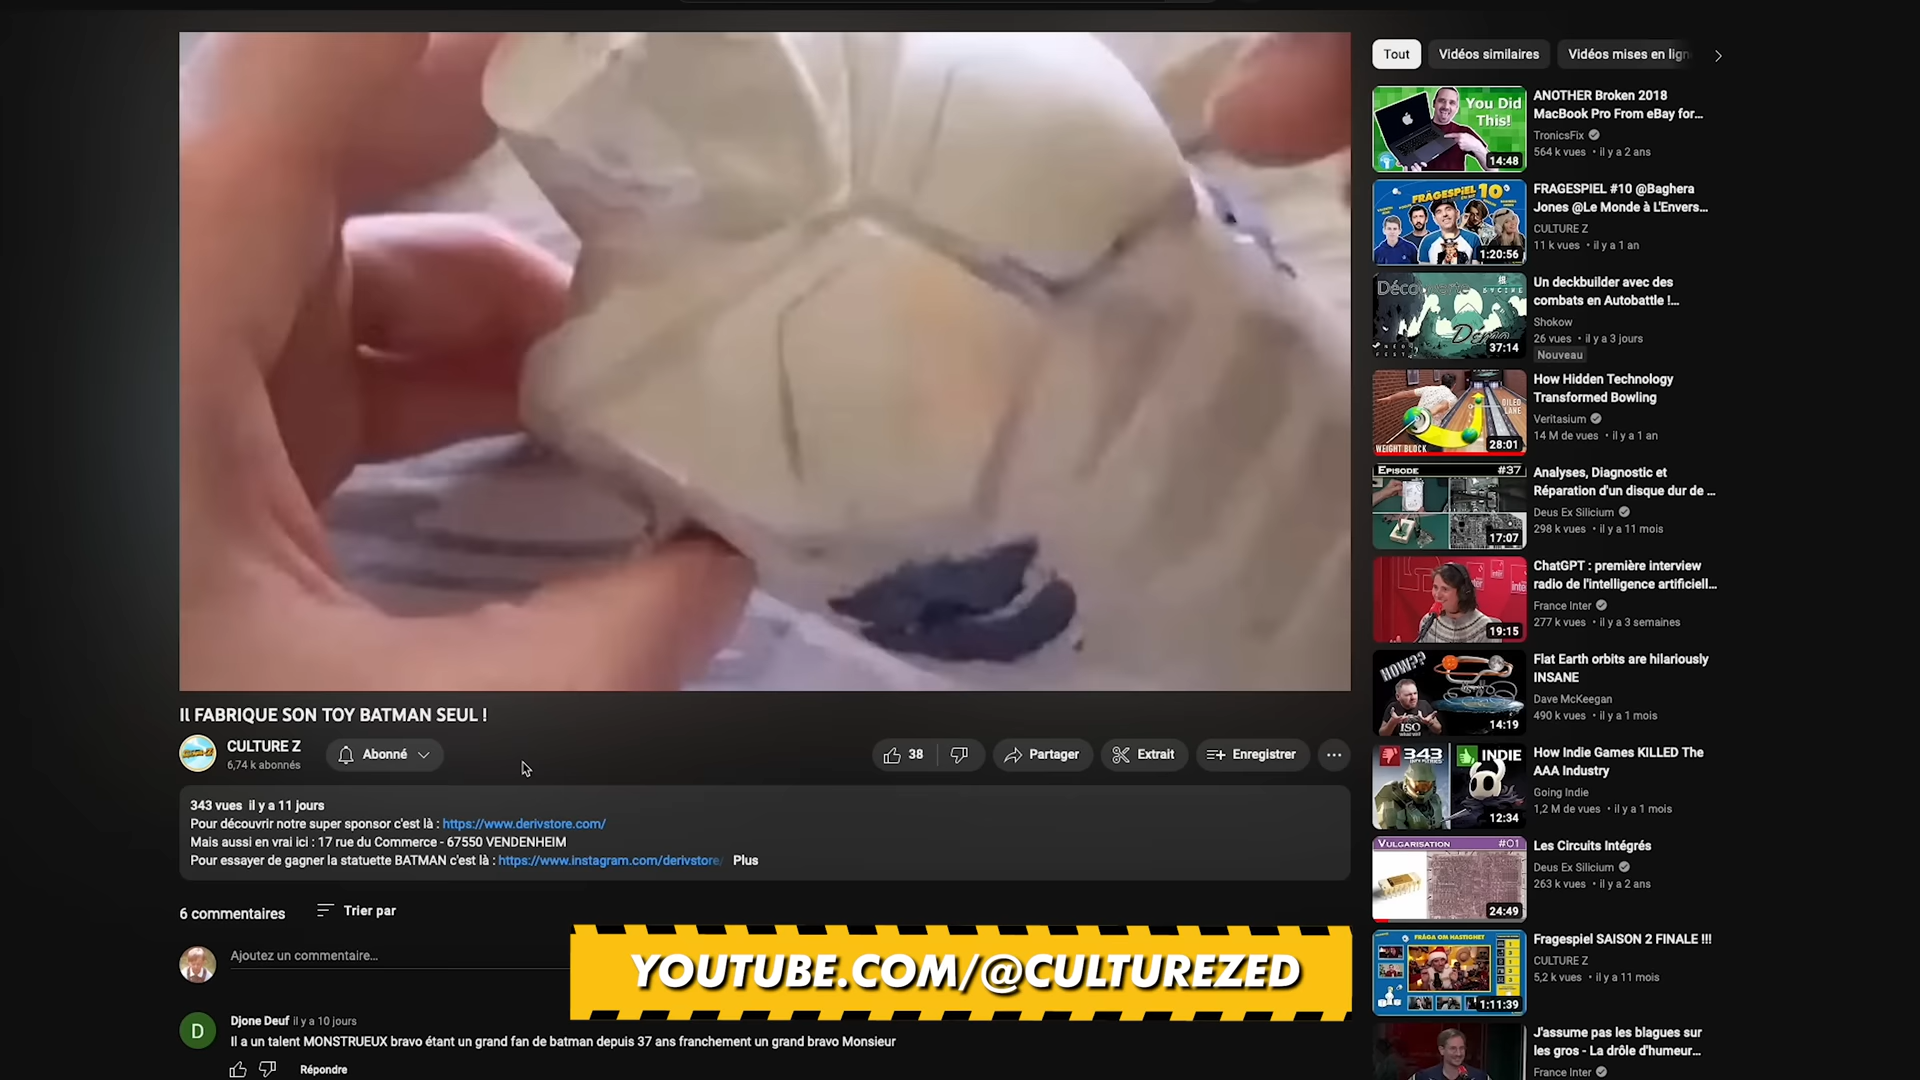 Il FABRIQUE SON TOY BATMAN SEUL !
CULTURE Z
6,74 k abonnés
Abonné
38
Partager
Extrait
Enregistrer
343 vues il y a 11 jours
Pour découvrir notre super sponsor c'est là : https://www.derivstore.com/
Mais aussi en vrai ici : 17 rue du Commerce - 67550 VENDENHEIM
Pour essayer de gagner la statuette BATMAN c'est là : https://www.instagram.com/derivstore/ Plus
6 commentaires
Trier par
Ajoutez un commentaire...
YOUTUBE.COM/@CULTUREZED
D
Djone Deuf il y a 10 jours
Il a un talent MONSTRUEUX bravo étant un grand fan de batman depuis 37 ans franchement un grand bravo Monsieur
Répondre
Tout
Vidéos similaires
Vidéos mises en lign
You Did
This!
14:48
ANOTHER Broken 2018
MacBook Pro From eBay for...
TronicsFix
564 k vues • il y a 2 ans
FRAGESPIEL 10
1:20:56
FRAGESPIEL #10 @Baghera
Jones @Le Monde à L'Envers...
CULTURE Z
11 k vues • il y a 1 an
Découverte
Démo
37:14
Un deckbuilder avec des
combats en Autobattle !...
Shokow
26 vues • il y a 3 jours
Nouveau
OILED
LANE
WEIGHT BLOCK
28:01
How Hidden Technology
Transformed Bowling
Veritasium
14 M de vues • il y a 1 an
EPISODE #37
17:07
Analyses, Diagnostic et
Réparation d'un disque dur de ...
Deus Ex Silicium
298 k vues • il y a 11 mois
19:15
ChatGPT : première interview
radio de l'intelligence artificiell...
France Inter
277 k vues • il y a 3 semaines
HOW??
ISO
14:19
Flat Earth orbits are hilariously
INSANE
Dave McKeegan
490 k vues • il y a 1 mois
343
INDIE
12:34
How Indie Games KILLED The
AAA Industry
Going Indie
1,2 M de vues • il y a 1 mois
VULGARISATION #01
24:49
Les Circuits Intégrés
Deus Ex Silicium
263 k vues • il y a 2 ans
FRÅGA OM HASTIGHET
1:11:39
Fragespiel SAISON 2 FINALE !!!
CULTURE Z
5,2 k vues • il y a 11 mois
J'assume pas les blagues sur
les gros - La drôle d'humeur...
France Inter